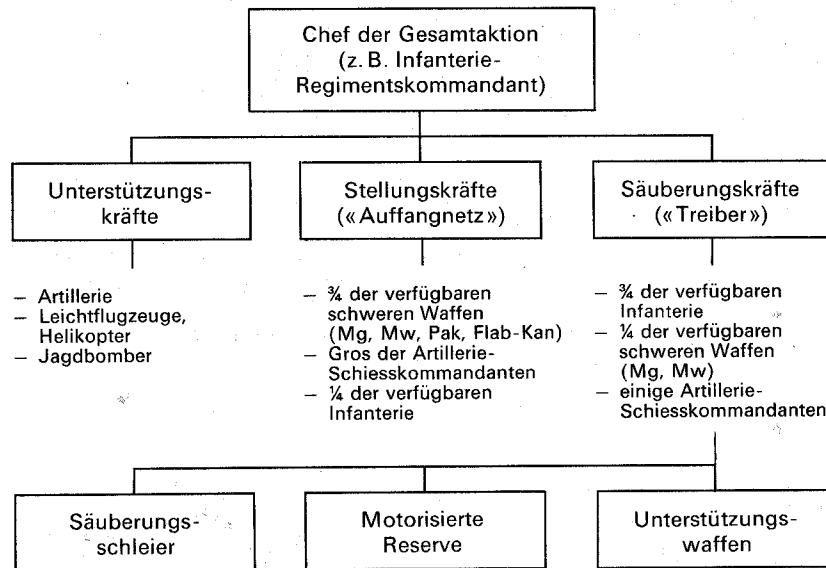 Chef der Gesamtaktion
(z. B. Infanterie-
Regimentskommandant)
Unterstützungs-
kräfte
Stellungskräfte
(«Auffangnetz»)
Säuberungskräfte
(«Treiber»)
— Artillerie
— Leichtflugzeuge,
Helikopter
— Jagdbomber
— ¾ der verfügbaren
schweren Waffen
(Mg, Mw, Pak, Flab-Kan)
— Gros der Artillerie-
Schiesskommandanten
— ¼ der verfügbaren
Infanterie
— ¾ der verfügbaren
Infanterie
— ¼ der verfügbaren
schweren Waffen
(Mg, Mw)
— einige Artillerie-
Schiesskommandanten
Säuberungs-
schleier
Motorisierte
Reserve
Unterstützungs-
waffen